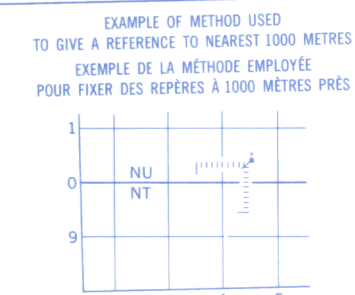 EXAMPLE OF METHOD USED
TO GIVE A REFERENCE TO NEAREST 1000 METRES
EXEMPLE DE LA MÉTHODE EMPLOYÉE
POUR FIXER DES REPÈRES À 1000 MÈTRES PRÈS
1
NU
0
NT
9